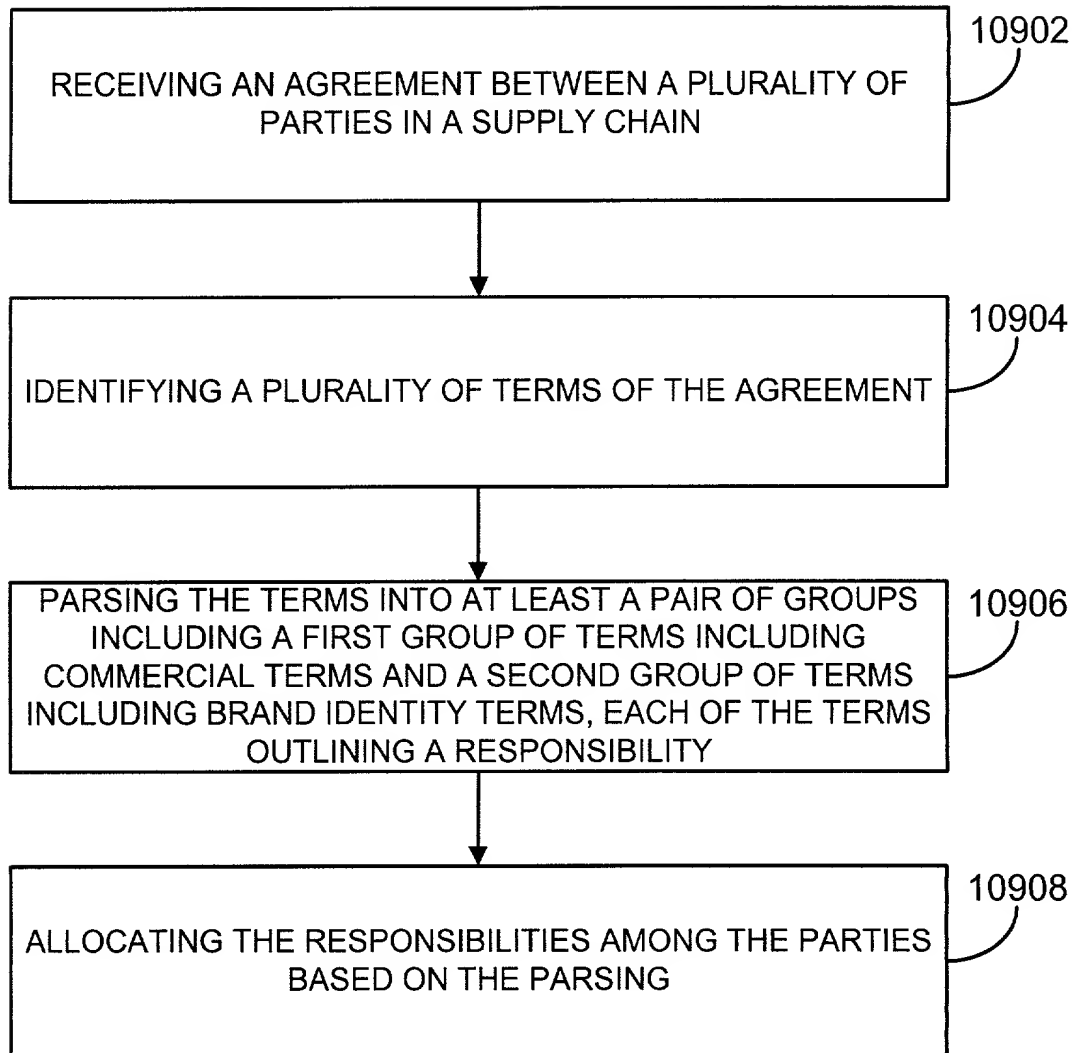 10902
RECEIVING AN AGREEMENT BETWEEN A PLURALITY OF
PARTIES IN A SUPPLY CHAIN
10904
IDENTIFYING A PLURALITY OF TERMS OF THE AGREEMENT
10906
PARSING THE TERMS INTO AT LEAST A PAIR OF GROUPS
INCLUDING A FIRST GROUP OF TERMS INCLUDING
COMMERCIAL TERMS AND A SECOND GROUP OF TERMS
INCLUDING BRAND IDENTITY TERMS, EACH OF THE TERMS
OUTLINING A RESPONSIBILITY
10908
ALLOCATING THE RESPONSIBILITIES AMONG THE PARTIES
BASED ON THE PARSING